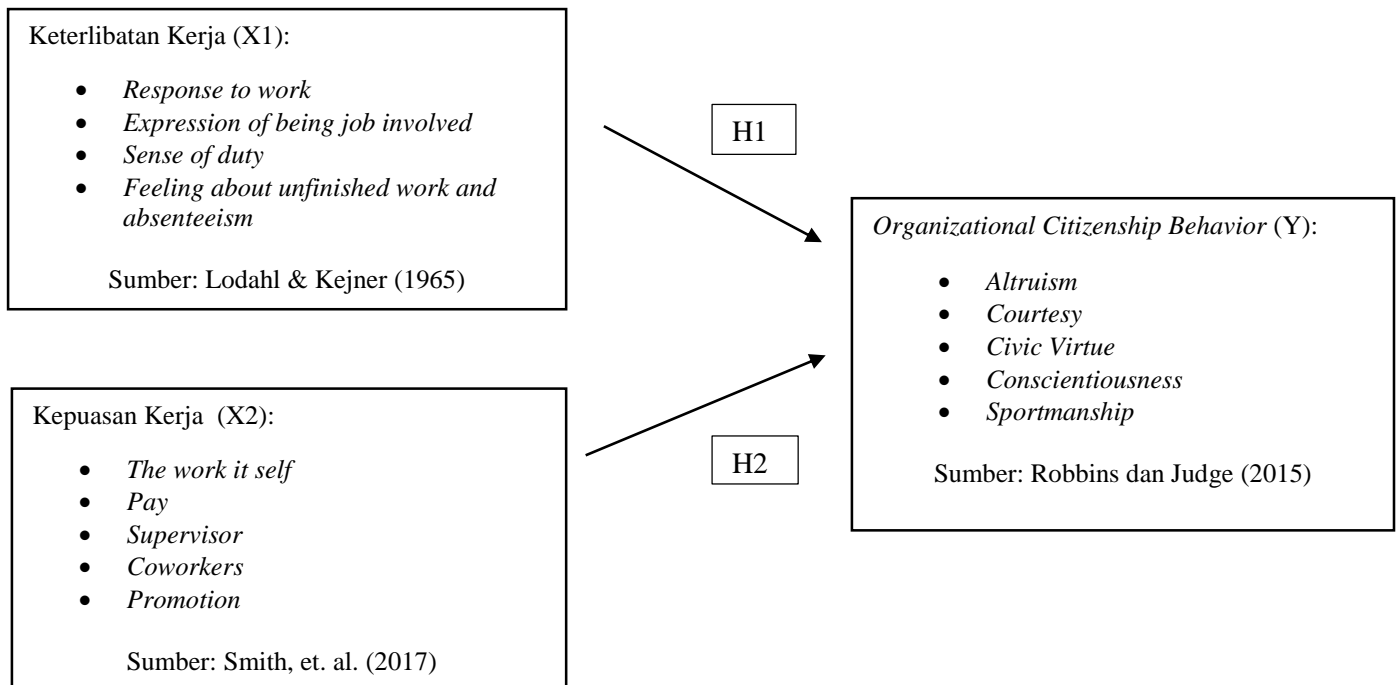 Keterlibatan Kerja (X1):
• Response to work
• Expression of being job involved
• Sense of duty
• Feeling about unfinished work and
absenteeism
Sumber: Lodahl & Kejner (1965)
H1
Kepuasan Kerja (X2):
• The work it self
• Pay
• Supervisor
• Coworkers
• Promotion
Sumber: Smith, et. al. (2017)
H2
Organizational Citizenship Behavior (Y):
• Altruism
• Courtesy
• Civic Virtue
• Conscientiousness
• Sportmanship
Sumber: Robbins dan Judge (2015)